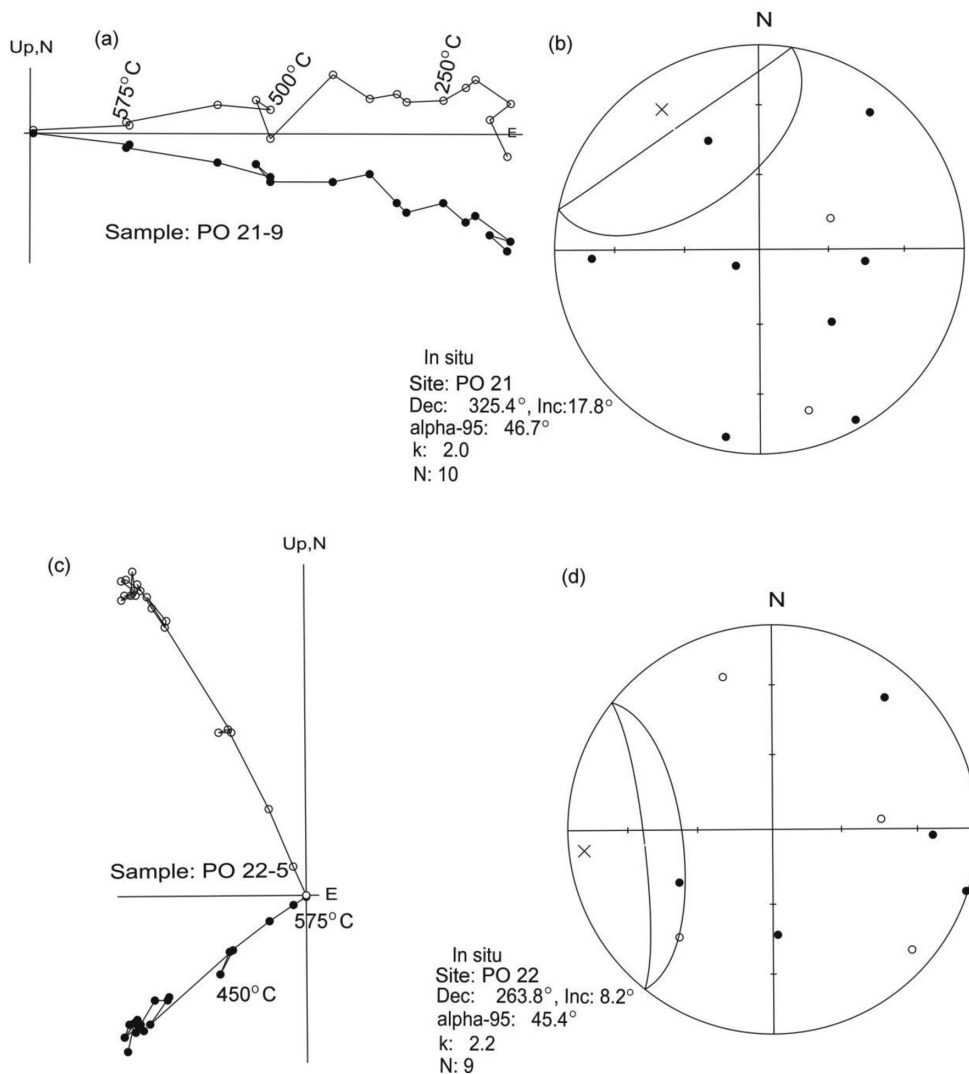 (a)
Up,N
575°C
500°C
250°C
E
Sample: PO 21-9
(b)
N
In situ
Site: PO 21
Dec: 325.4°, Inc:17.8°
alpha-95: 46.7°
k: 2.0
N: 10
(c)
Up,N
Sample: PO 22-5
E
575°C
450°C
(d)
N
In situ
Site: PO 22
Dec: 263.8°, Inc: 8.2°
alpha-95: 45.4°
k: 2.2
N: 9